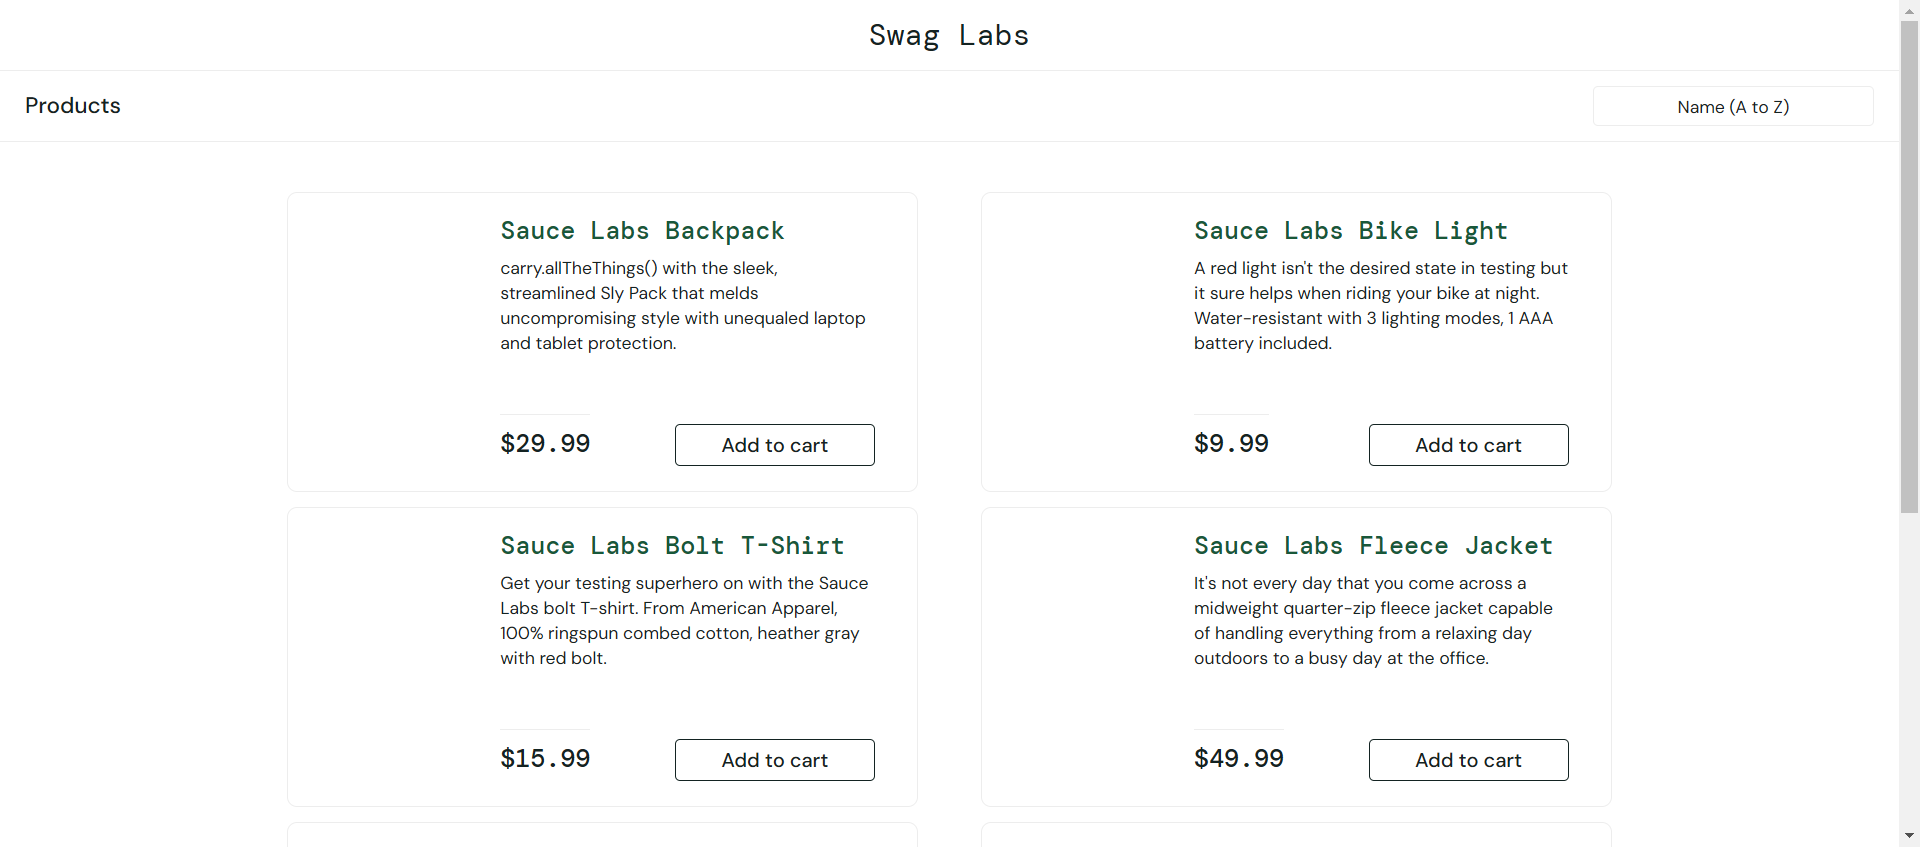 Swag Labs
Products
Name (A to Z)
Sauce Labs Backpack
carry.allTheThings() with the sleek,
streamlined Sly Pack that melds
uncompromising style with unequaled laptop
and tablet protection.
$29.99
Add to cart
Sauce Labs Bike Light
A red light isn't the desired state in testing but
it sure helps when riding your bike at night.
Water-resistant with 3 lighting modes, 1 AAA
battery included.
$9.99
Add to cart
Sauce Labs Bolt T-Shirt
Get your testing superhero on with the Sauce
Labs bolt T-shirt. From American Apparel,
100% ringspun combed cotton, heather gray
with red bolt.
$15.99
Add to cart
Sauce Labs Fleece Jacket
It's not every day that you come across a
midweight quarter-zip fleece jacket capable
of handling everything from a relaxing day
outdoors to a busy day at the office.
$49.99
Add to cart